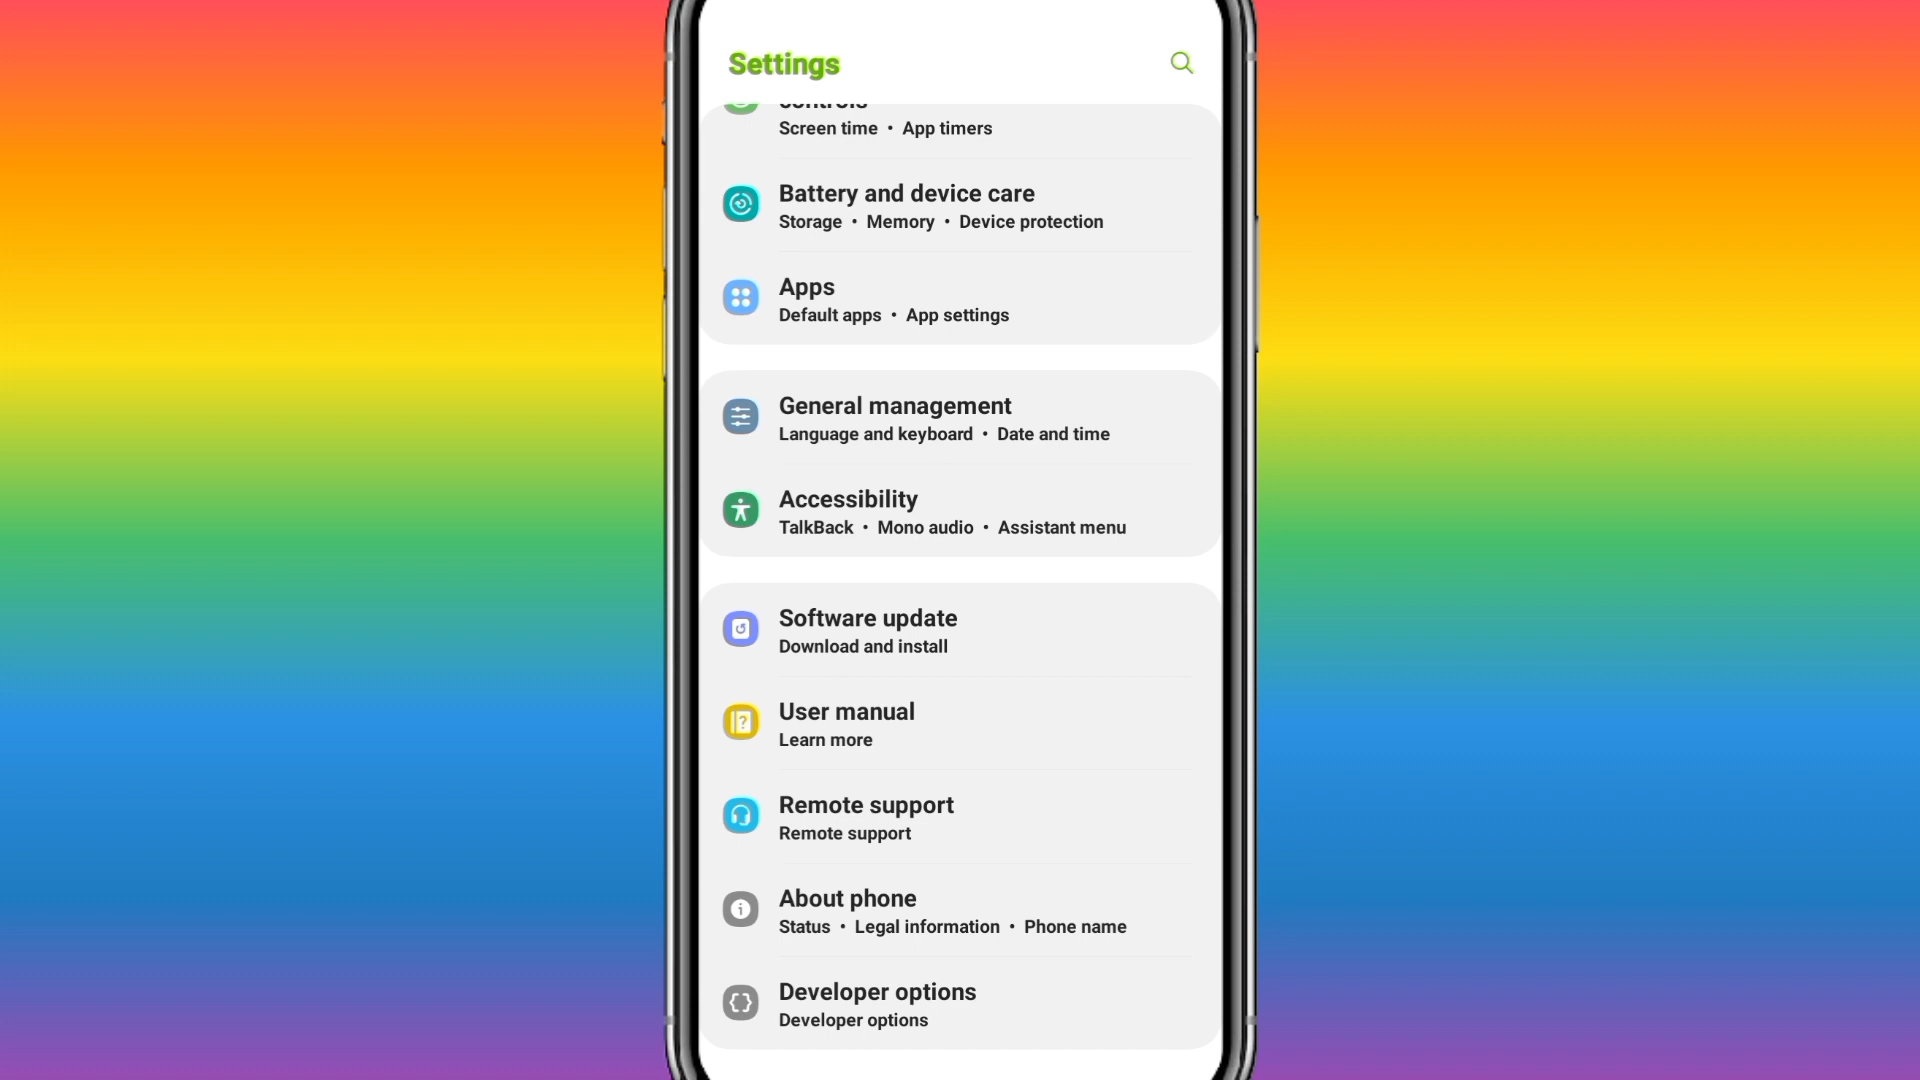 Settings
controls
Screen time • App timers
Battery and device care
Storage • Memory • Device protection
Apps
Default apps • App settings
General management
Language and keyboard • Date and time
Accessibility
TalkBack • Mono audio • Assistant menu
Software update
Download and install
User manual
Learn more
Remote support
Remote support
About phone
Status • Legal information • Phone name
Developer options
Developer options